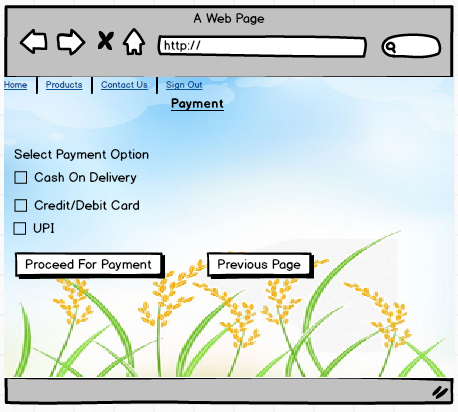 A Web Page
http://
Home Products Contact Us Sign Out
Payment
Select Payment Option
Cash On Delivery
Credit/Debit Card
UPI
Proceed For Payment Previous Page